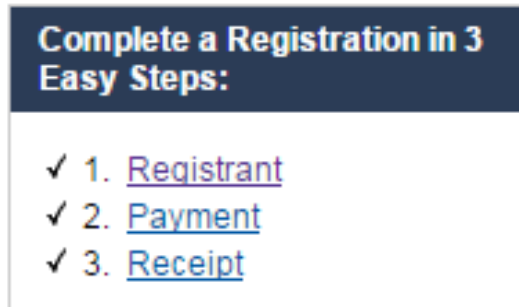 Complete a Registration in 3
Easy Steps:
✓ 1. Registrant
✓ 2. Payment
✓ 3. Receipt